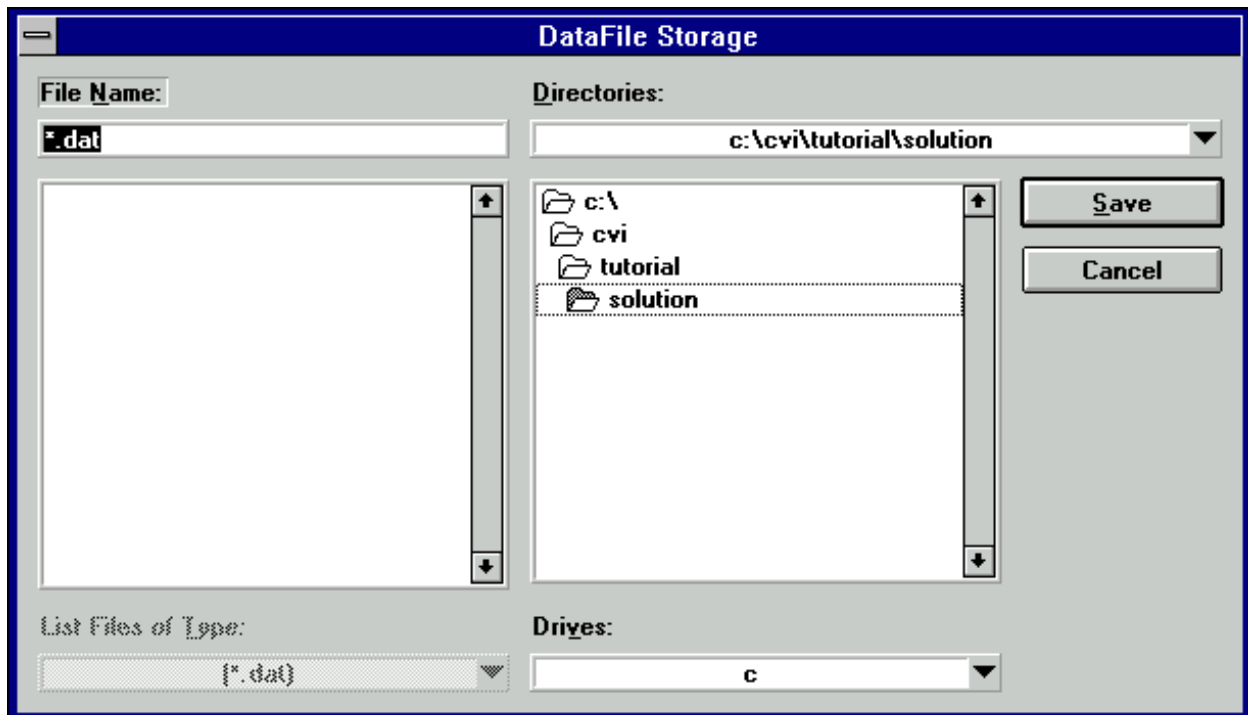 DataFile Storage
File Name:
*.dat
Directories:
c:\cvi\tutorial\solution
c:\
cvi
tutorial
solution
Save
Cancel
List Files of Type:
(*.dat)
Drives:
c